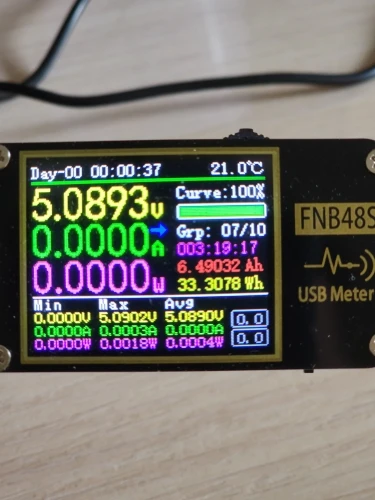 Day-00 00:00:37 21.0°C
5.0893V Curve:100%
0.0000A Grp: 07/10
003:19:17
0.0000W 6.49032 Ah
33.3078 Wh
Min Max Avg
0.0000V 5.0902V 5.0890V 0.0
0.0000A 0.0003A 0.0000A
0.0000W 0.0018W 0.0004W 0.0
FNB48S
USB Meter